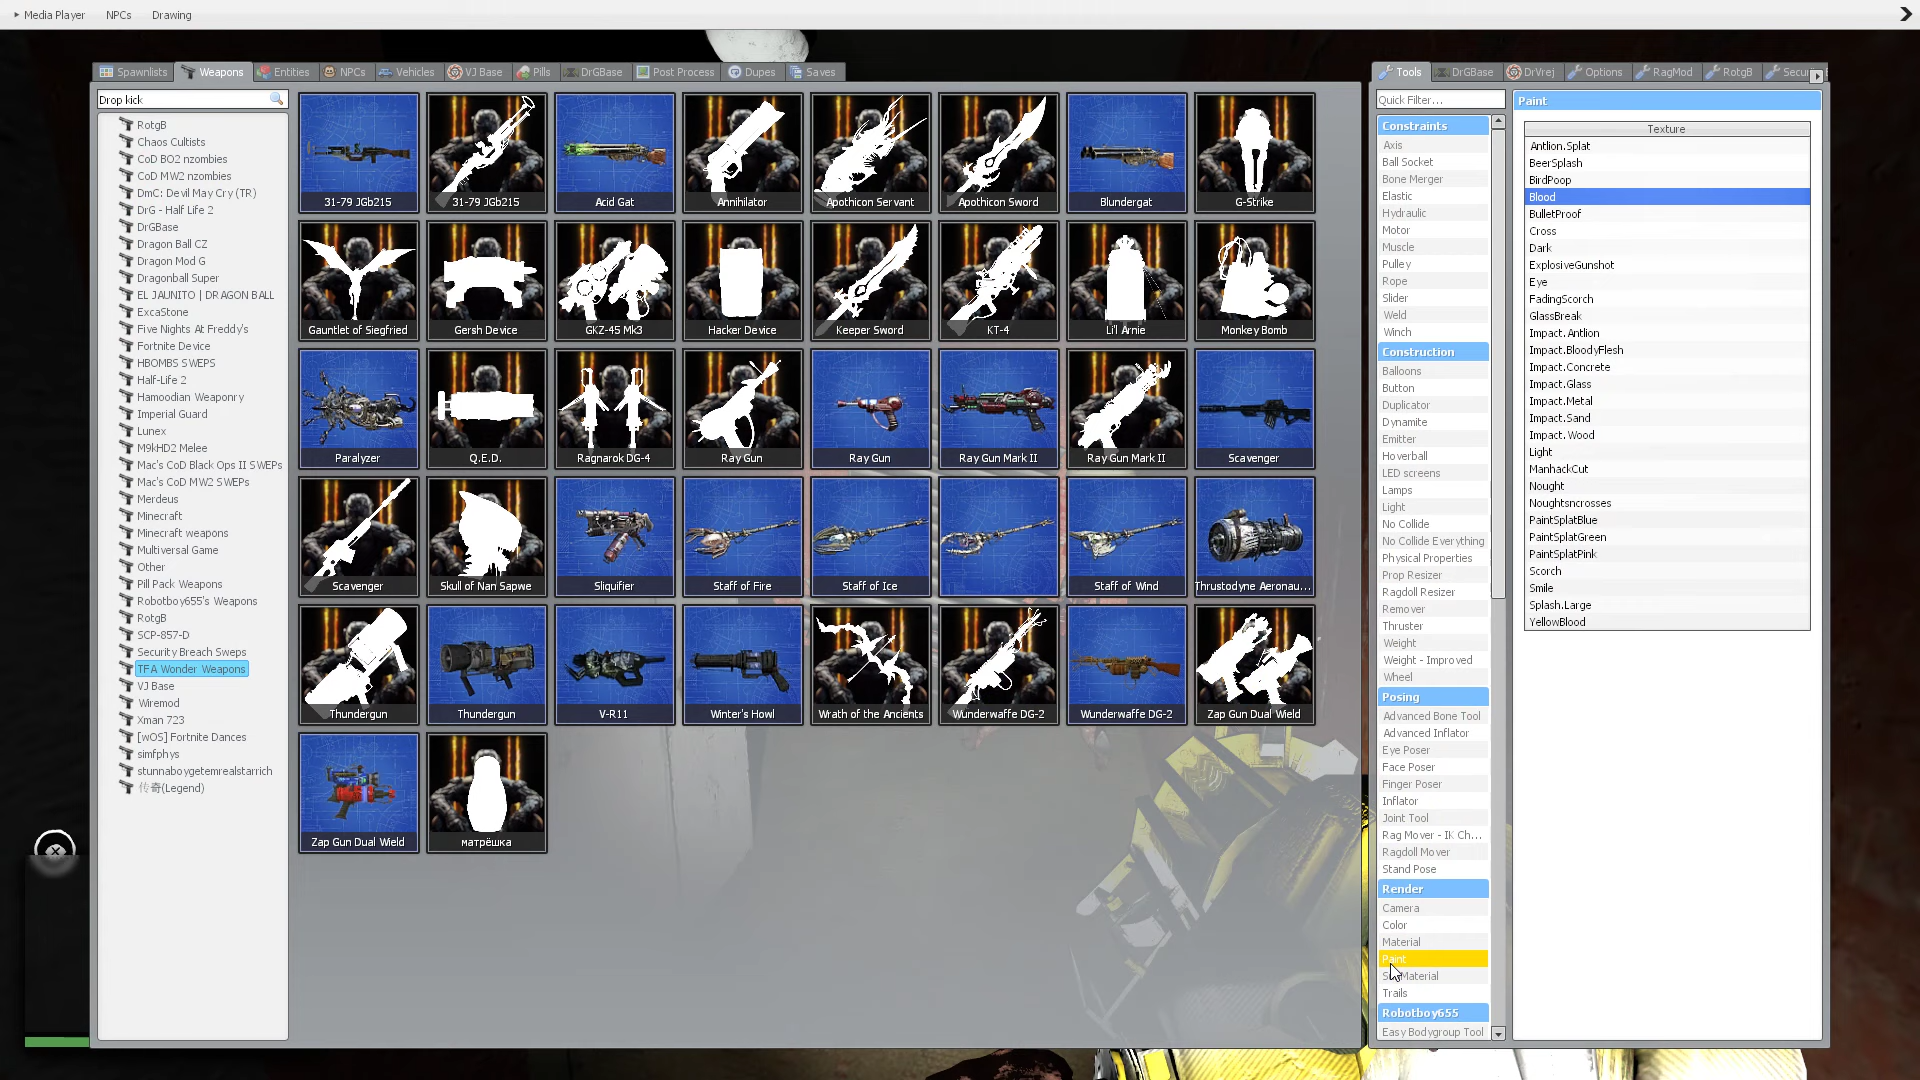 Media Player NPCs Drawing
Spawnlists Weapons Entities NPCs Vehicles VJ Base Pills DrGBase Post Process Dupes Saves
Drop kick
RotgB
Chaos Cultists
CoD BO2 nzombies
CoD MW2 nzombies
DmC: Devil May Cry (TR)
DrG - Half Life 2
DrGBase
Dragon Ball CZ
Dragon Mod G
Dragonball Super
EL JAUNITO | DRAGON BALL
ExcaStone
Five Nights At Freddy's
Fortnite Device
HBOMBS SWEPS
Half-Life 2
Hamoodian Weaponry
Imperial Guard
Lunex
M9kHD2 Melee
Mac's CoD Black Ops II SWEPs
Mac's CoD MW2 SWEPs
Merdeus
Minecraft
Minecraft weapons
Multiversal Game
Other
Pill Pack Weapons
Robotboy655's Weapons
RotgB
SCP-857-D
Security Breach Sweps
TFA Wonder Weapons
VJ Base
Wiremod
Xman 723
[wOS] Fortnite Dances
simfphys
stunnaboygetemrealstarrich
传奇(Legend)
31-79 JGb215 31-79 JGb215 Acid Gat Annihilator Apothicon Servant Apothicon Sword Blundergat G-Strike
Gauntlet of Siegfried Gersh Device GKZ-45 Mk3 Hacker Device Keeper Sword KT-4 Li'l Arnie Monkey Bomb
Paralyzer Q.E.D. Ragnarok DG-4 Ray Gun Ray Gun Ray Gun Mark II Ray Gun Mark II Scavenger
Scavenger Skull of Nan Sapwe Sliquifier Staff of Fire Staff of Ice Staff of Wind Thrustodyne Aeronau...
Thundergun Thundergun V-R11 Winter's Howl Wrath of the Ancients Wunderwaffe DG-2 Wunderwaffe DG-2 Zap Gun Dual Wield
Zap Gun Dual Wield матрёшка
Tools DrGBase DrVrej Options RagMod RotgB
Quick Filter...
Constraints
Axis
Ball Socket
Bone Merger
Elastic
Hydraulic
Motor
Muscle
Pulley
Rope
Slider
Weld
Winch
Construction
Balloons
Button
Duplicator
Dynamite
Emitter
Hoverball
LED screens
Lamps
Light
No Collide
No Collide Everything
Physical Properties
Prop Resizer
Ragdoll Resizer
Remover
Thruster
Weight
Weight - Improved
Wheel
Posing
Advanced Bone Tool
Advanced Inflator
Eye Poser
Face Poser
Finger Poser
Inflator
Joint Tool
Rag Mover - IK Ch...
Ragdoll Mover
Stand Pose
Render
Camera
Color
Material
Paint
Trails
Robotboy655
Easy Bodygroup Tool
Paint
Texture
Antlion.Splat
BeerSplash
BirdPoop
Blood
BulletProof
Cross
Dark
ExplosiveGunshot
Eye
FadingScorch
GlassBreak
Impact.Antlion
Impact.BloodyFlesh
Impact.Concrete
Impact.Glass
Impact.Metal
Impact.Sand
Impact.Wood
Light
ManhackCut
Nought
Noughtsncrosses
PaintSplatBlue
PaintSplatGreen
PaintSplatPink
Scorch
Smile
Splash.Large
YellowBlood